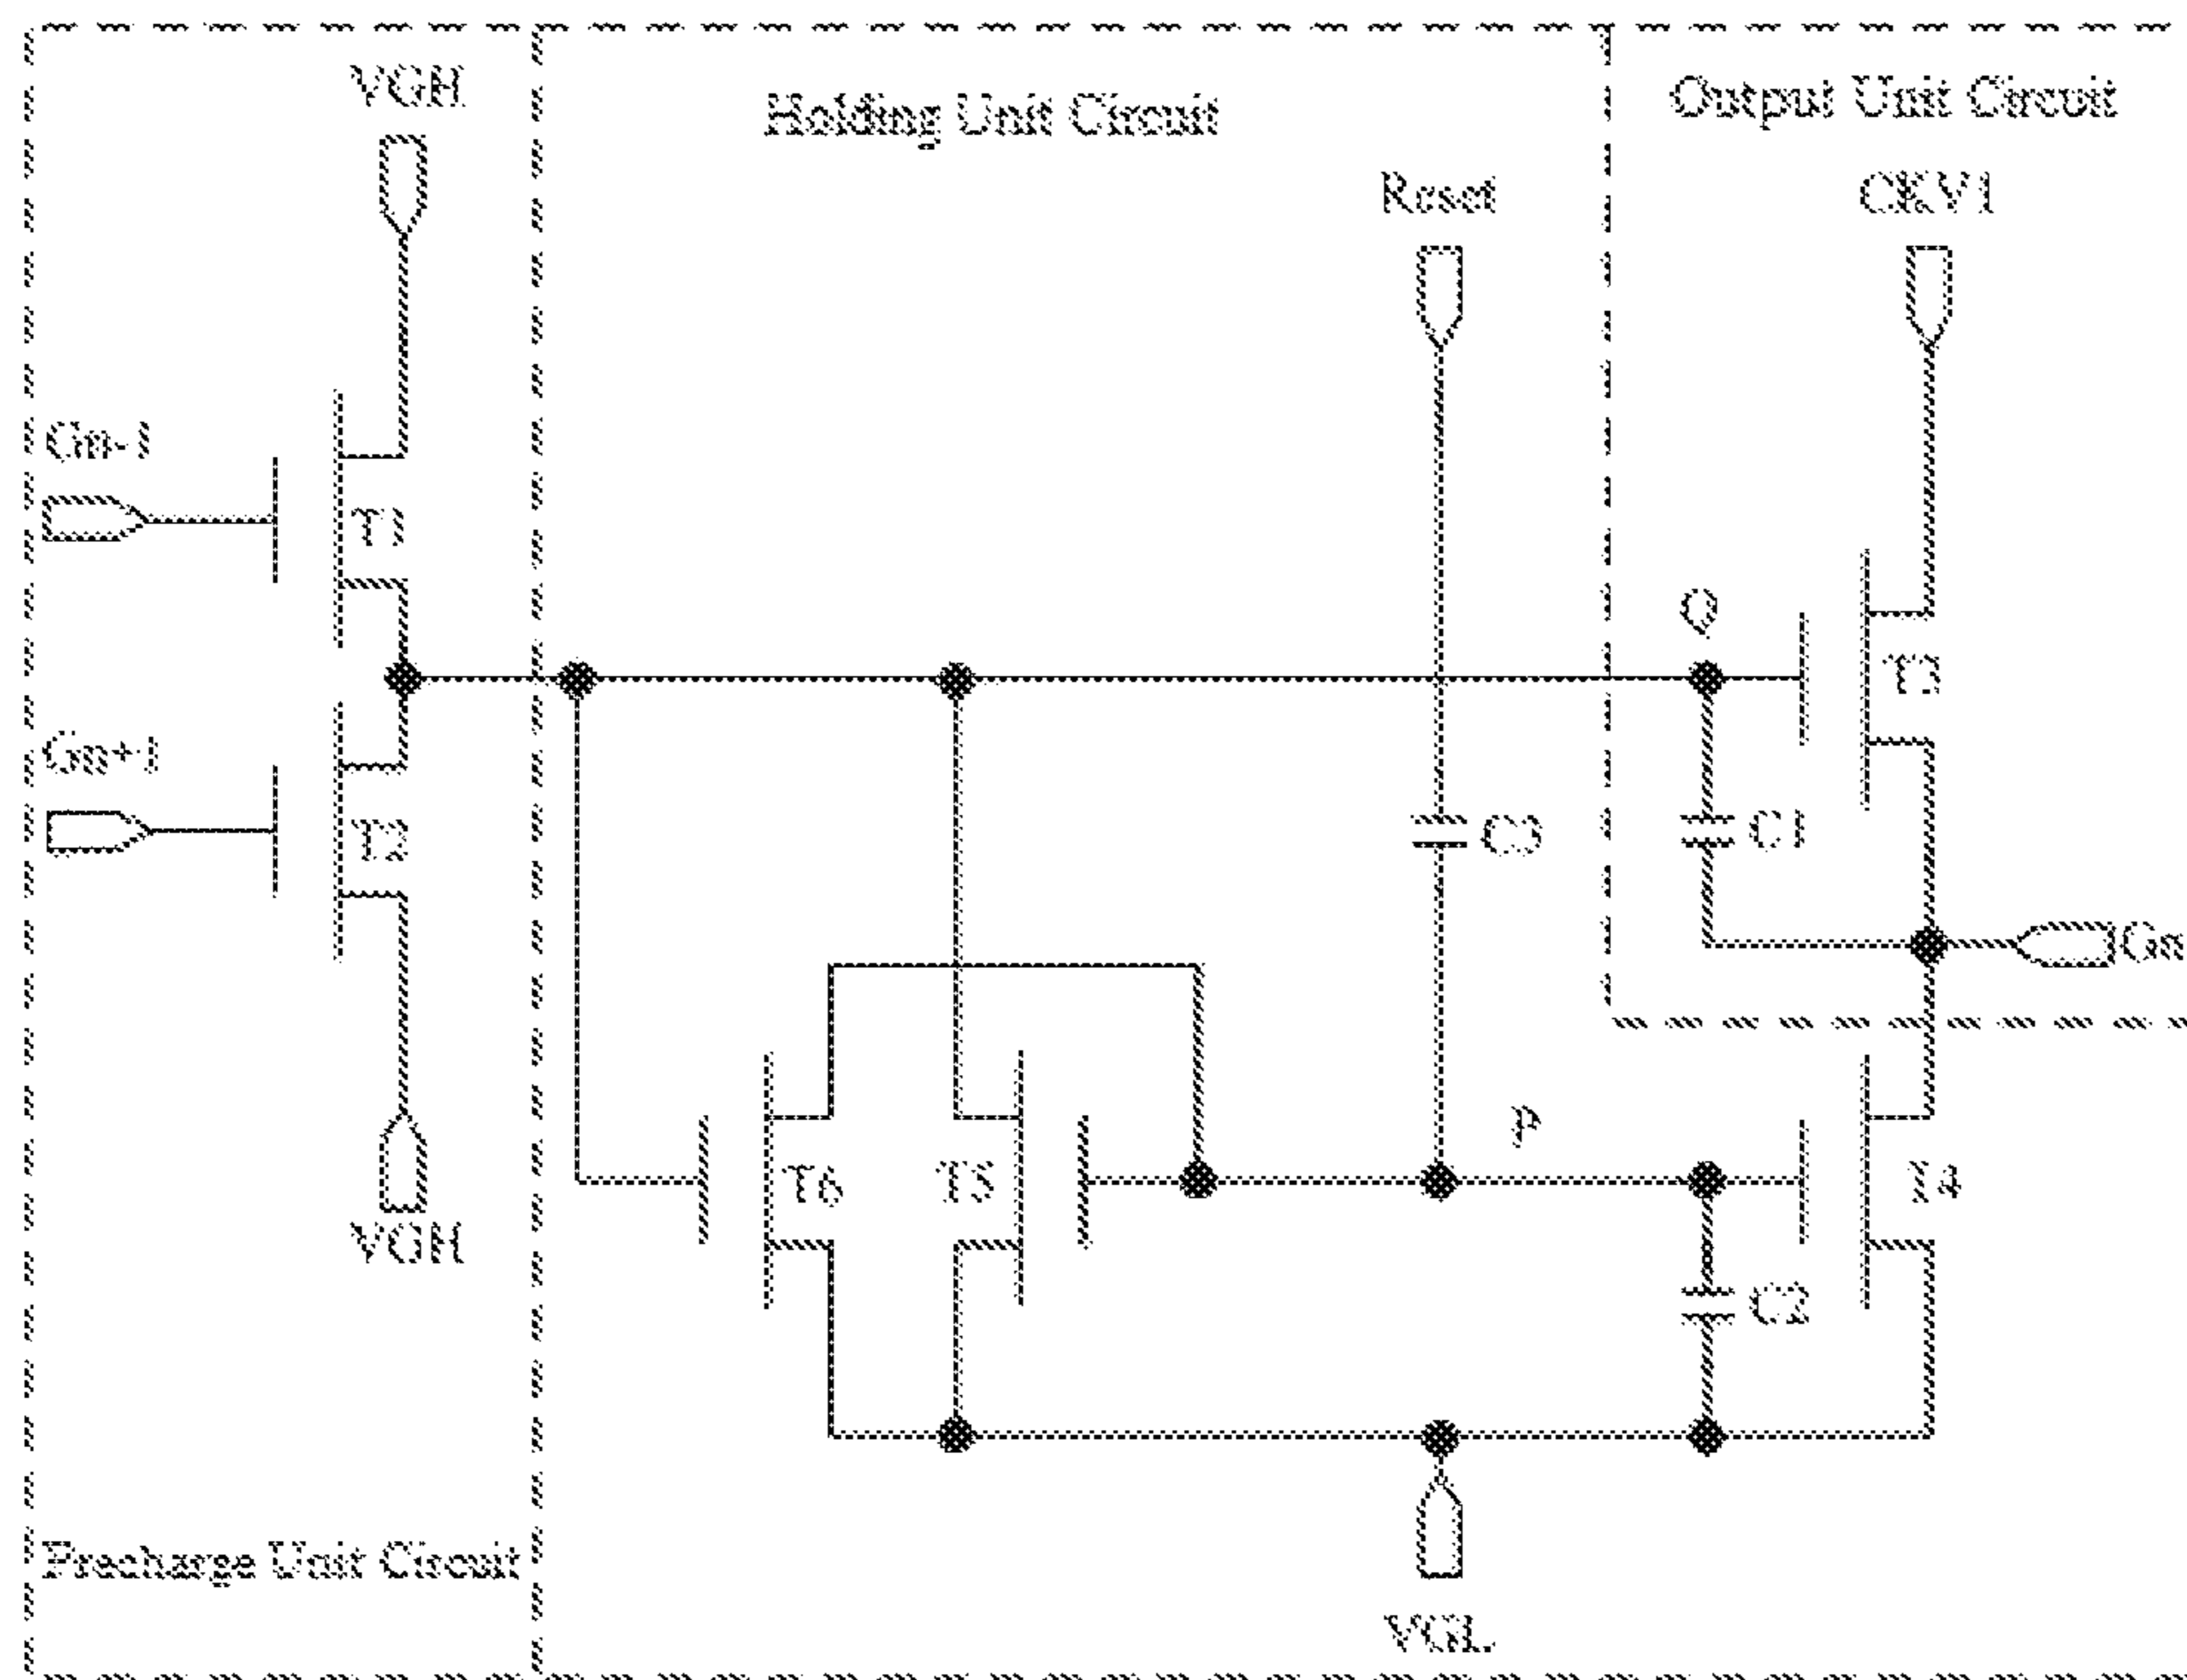 VGH
Holding Unit Circuit
Output Unit Circuit
Reset
CKV1
Gn-1
T1
Q
T3
Gn+1
T2
C3
C1
Gn
P
T6
T5
T4
VGH
C2
Precharge Unit Circuit
VGL